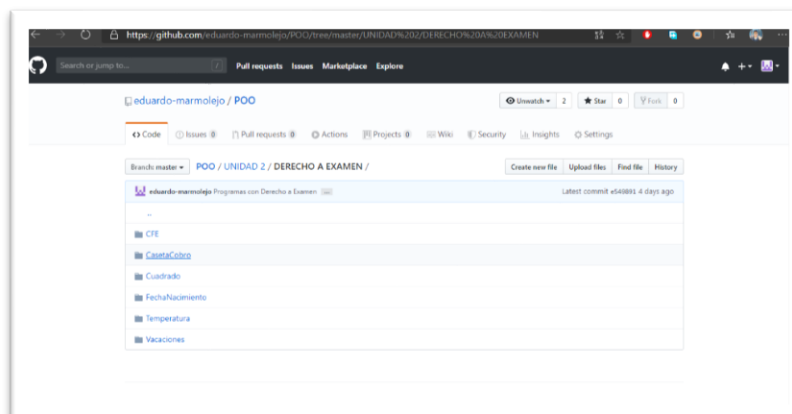 https://github.com/eduardo-marmolejo/POO/tree/master/UNIDAD%202/DERECHO%20A%20EXAMEN
Search or jump to... / Pull requests Issues Marketplace Explore
eduardo-marmolejo / POO Unwatch 2 Star 0 Fork 0
Code Issues 0 Pull requests 0 Actions Projects 0 Wiki Security Insights Settings
Branch: master POO / UNIDAD 2 / DERECHO A EXAMEN / Create new file Upload files Find file History
eduardo-marmolejo Programas con Derecho a Examen ... Latest commit e549891 4 days ago
..
CFE
CasetaCobro
Cuadrado
FechaNacimiento
Temperatura
Vacaciones